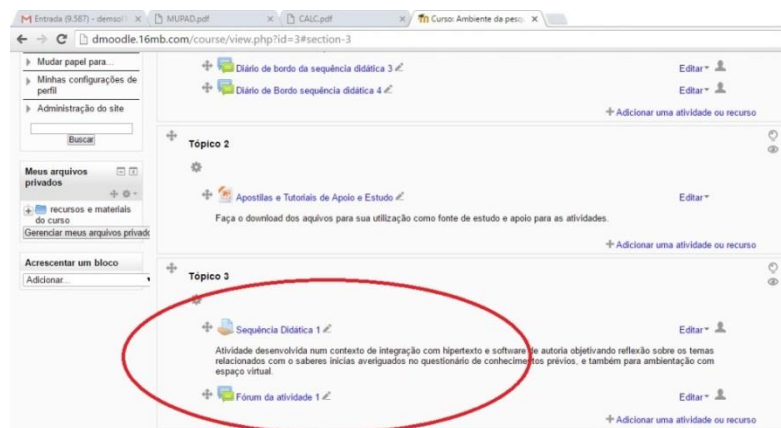 Entrada (9.567) - demsol
MUPAD.pdf
CALC.pdf
Curso: Ambiente da pesq
dmoodle.16mb.com/course/view.php?id=3#section-3
Mudar papel para...
Minhas configurações de
perfil
Administração do site
Buscar
Meus arquivos
privados
recursos e materiais
do curso
Gerenciar meus arquivos privado
Acrescentar um bloco
Adicionar...
Diário de bordo da sequência didática 3
Editar
Diário de Bordo sequência didática 4
Editar
Adicionar uma atividade ou recurso
Tópico 2
Apostilas e Tutoriais de Apoio e Estudo
Editar
Faça o download dos aquivos para sua utilização como fonte de estudo e apoio para as atividades.
Adicionar uma atividade ou recurso
Tópico 3
Sequência Didática 1
Editar
Atividade desenvolvida num contexto de integração com hipertexto e software de autoria objetivando reflexão sobre os temas
relacionados com o saberes inicias averiguados no questionário de conhecimentos prévios, e também para ambientação com
espaço virtual.
Fórum da atividade 1
Editar
Adicionar uma atividade ou recurso